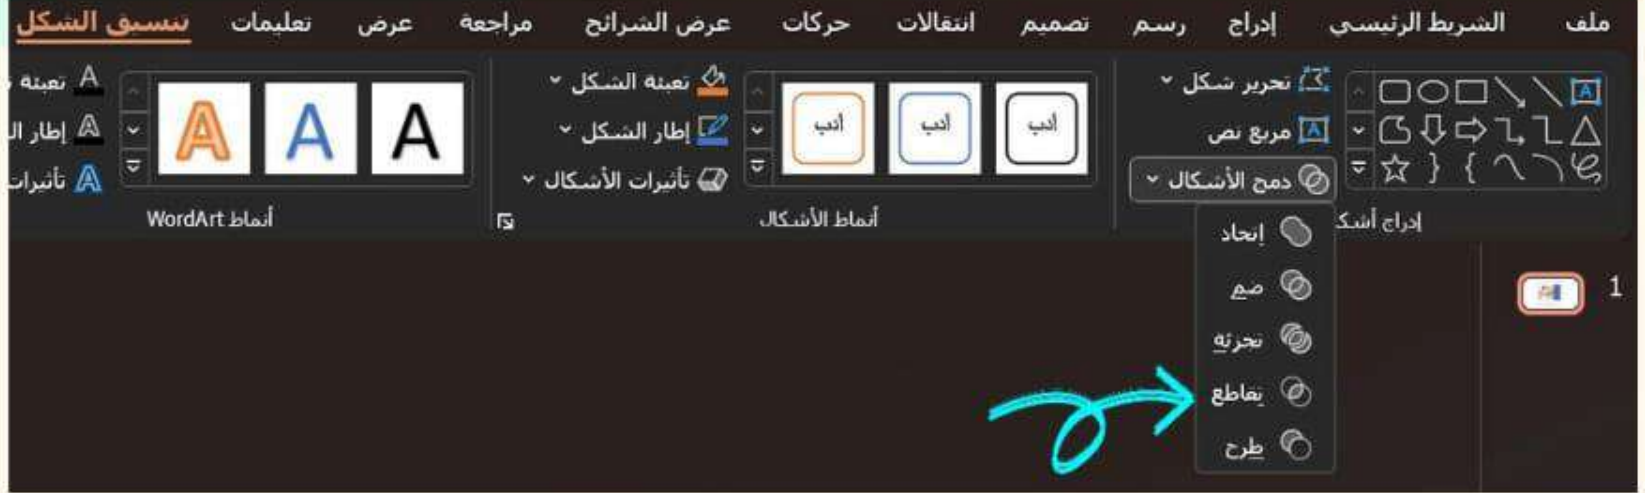 ملف الشريط الرئيسي إدراج رسم تصميم انتقالات حركات عرض الشرائح مراجعة عرض تعليمات تنسيق الشكل
تحرير شكل
مربع نص
دمج الأشكال
إدراج أشك
أدب أدب أدب
تعبئة الشكل
إطار الشكل
تأثيرات الأشكال
أنماط الأشكال
A A A
تعبئة
إطار ال
تأثيرات
أنماط WordArt
إتحاد
ضم
تجزئة
تقاطع
طرح
1